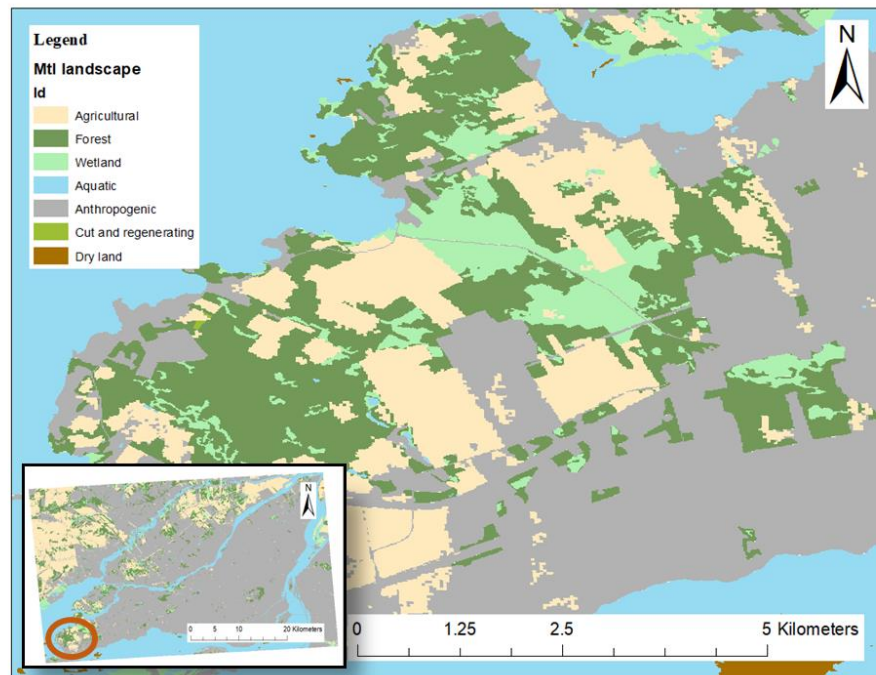 Legend
Mtl landscape
Id
Agricultural
Forest
Wetland
Aquatic
Anthropogenic
Cut and regenerating
Dry land
N
N
0 5 10 20 Kilometers
0 1.25 2.5 5 Kilometers